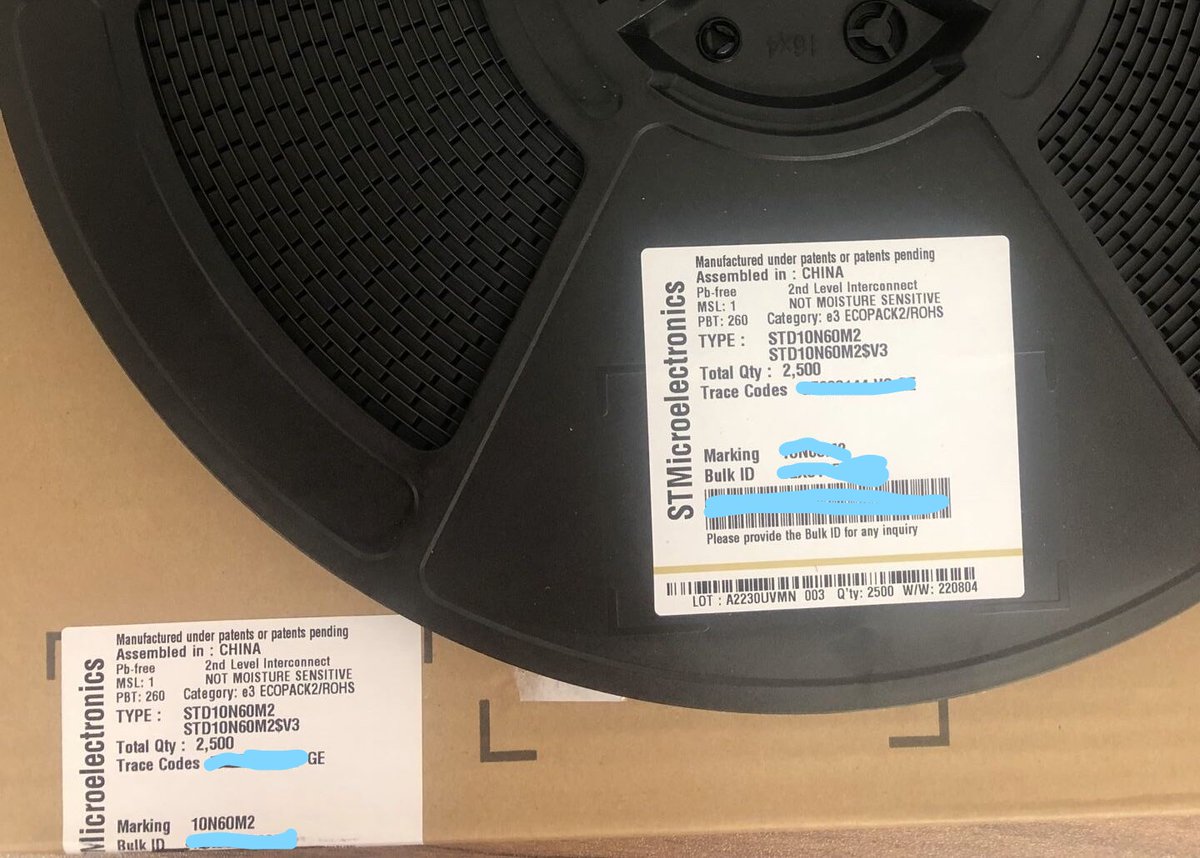 16x4
STMicroelectronics
Manufactured under patents or patents pending
Assembled in : CHINA
Pb-free 2nd Level Interconnect
MSL: 1 NOT MOISTURE SENSITIVE
PBT: 260 Category: e3 ECOPACK2/ROHS
TYPE : STD10N60M2
STD10N60M2$V3
Total Qty : 2,500
Trace Codes
Marking
Bulk ID
Please provide the Bulk ID for any inquiry
LOT : A2230UVMN 003 Q'ty: 2500 W/W: 220804
Microelectronics
Manufactured under patents or patents pending
Assembled in : CHINA
Pb-free 2nd Level Interconnect
MSL: 1 NOT MOISTURE SENSITIVE
PBT: 260 Category: e3 ECOPACK2/ROHS
TYPE : STD10N60M2
STD10N60M2$V3
Total Qty : 2,500
Trace Codes GE
Marking 10N60M2
Bulk ID